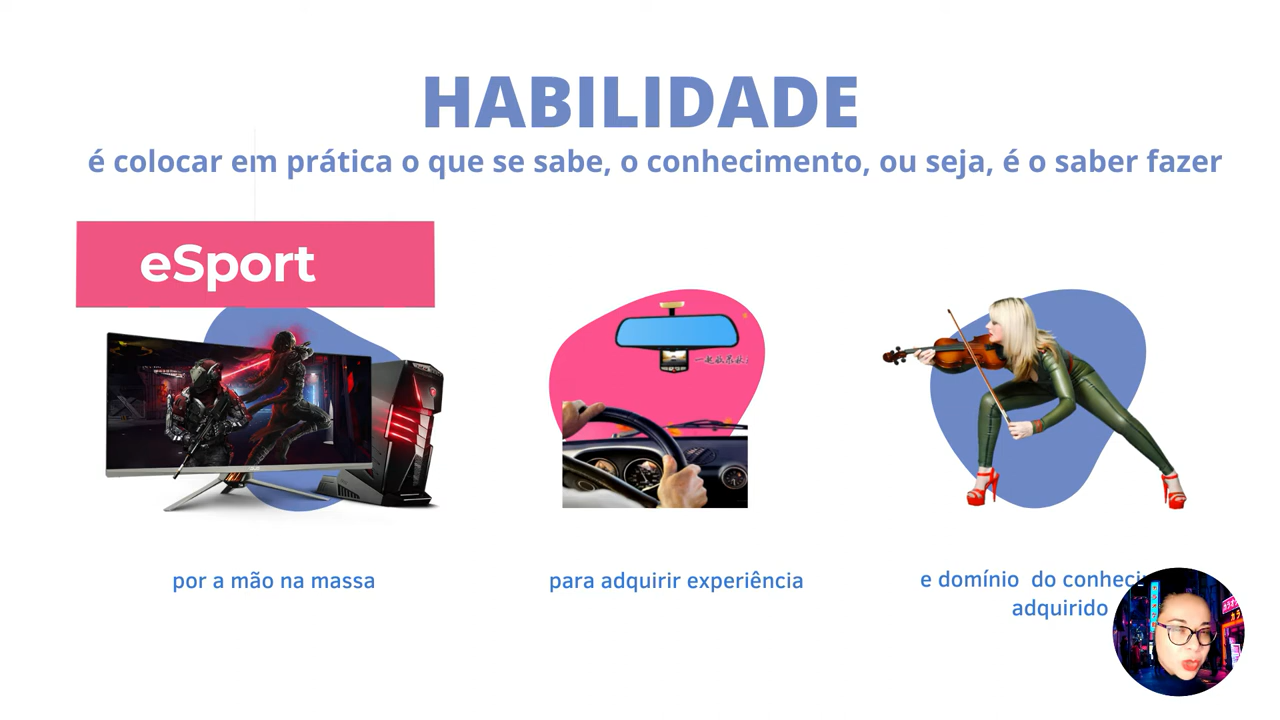 HABILIDADE
é colocar em prática o que se sabe, o conhecimento, ou seja, é o saber fazer
eSport
por a mão na massa
para adquirir experiência
e domínio do
adquirido